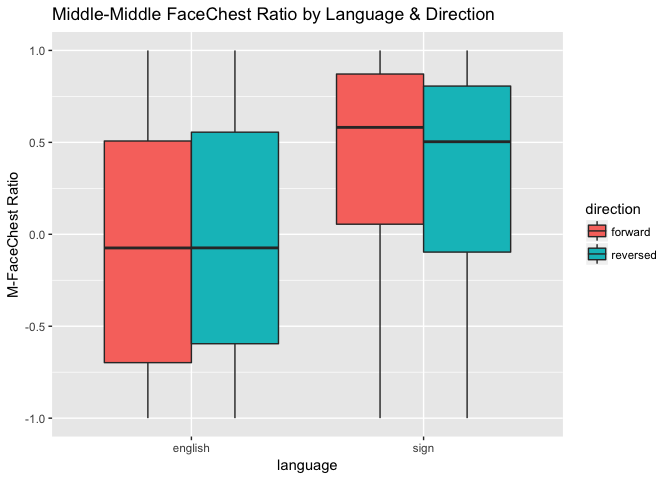 Middle-Middle FaceChest Ratio by Language & Direction
M-FaceChest Ratio
1.0
0.5
0.0
-0.5
-1.0
english
sign
language
direction
forward
reversed